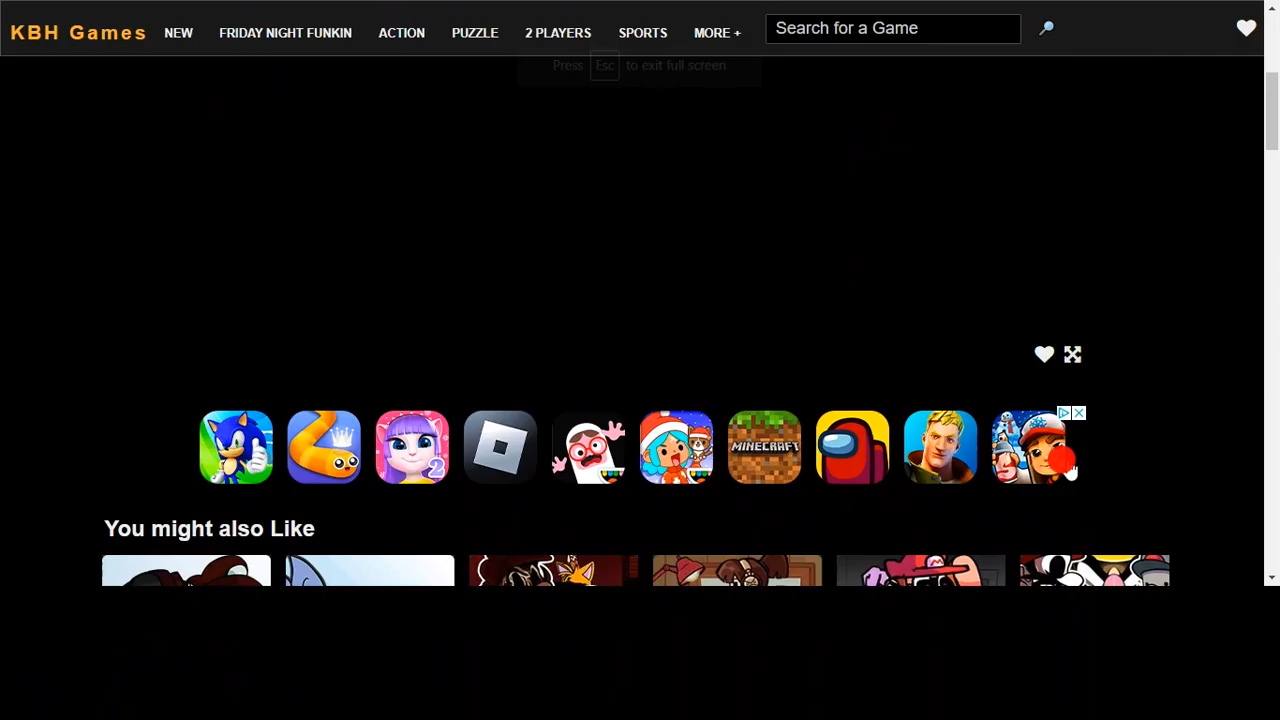 KBH Games NEW FRIDAY NIGHT FUNKIN ACTION PUZZLE 2 PLAYERS SPORTS MORE + Search for a Game
Press Esc to exit full screen
2
MINECRAFT
You might also Like